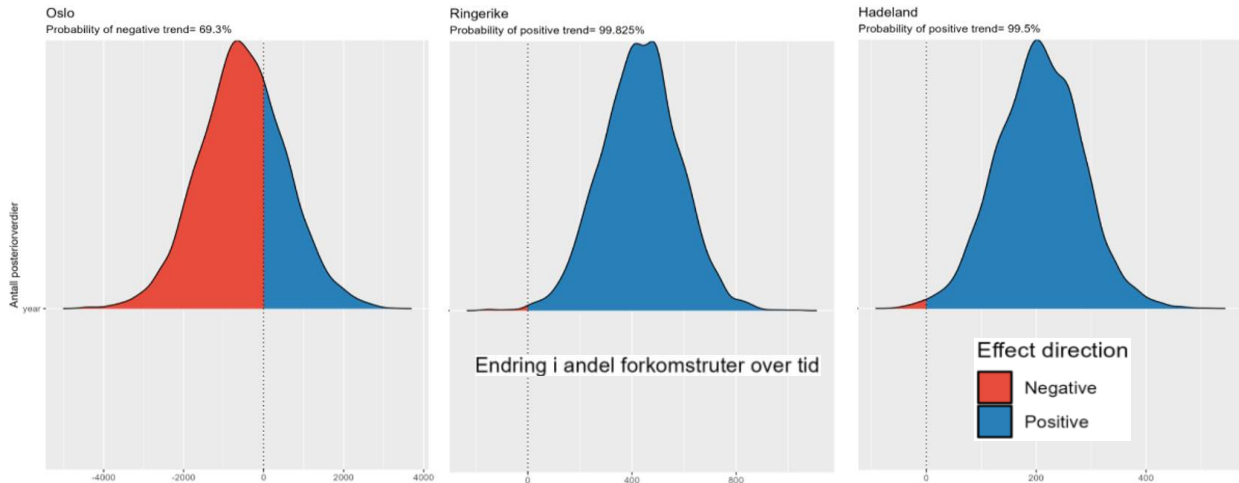 Oslo
Probability of negative trend= 69.3%
Ringerike
Probability of positive trend= 99.825%
Hadeland
Probability of positive trend= 99.5%
Antall posteriorverdier
year
Endring i andel forkomstruter over tid
Effect direction
Negative
Positive
-4000 -2000 0 2000 4000
0 400 800
0 200 400